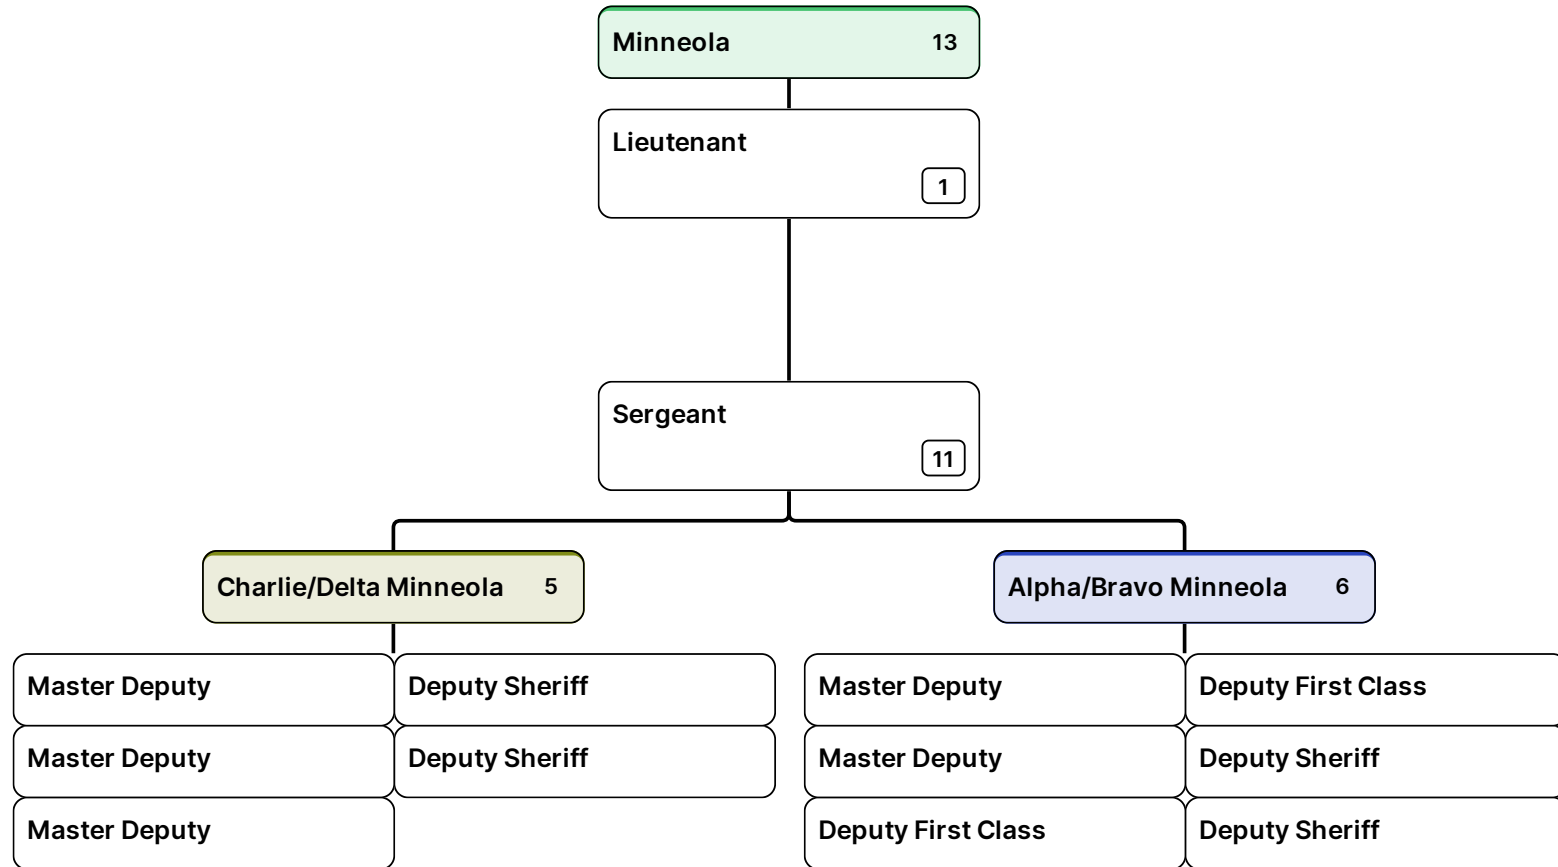 Minneola 13
Lieutenant
1
Sergeant
11
Charlie/Delta Minneola 5
Alpha/Bravo Minneola 6
Master Deputy
Deputy Sheriff
Master Deputy
Deputy Sheriff
Master Deputy
Master Deputy
Deputy First Class
Master Deputy
Deputy Sheriff
Deputy First Class
Deputy Sheriff